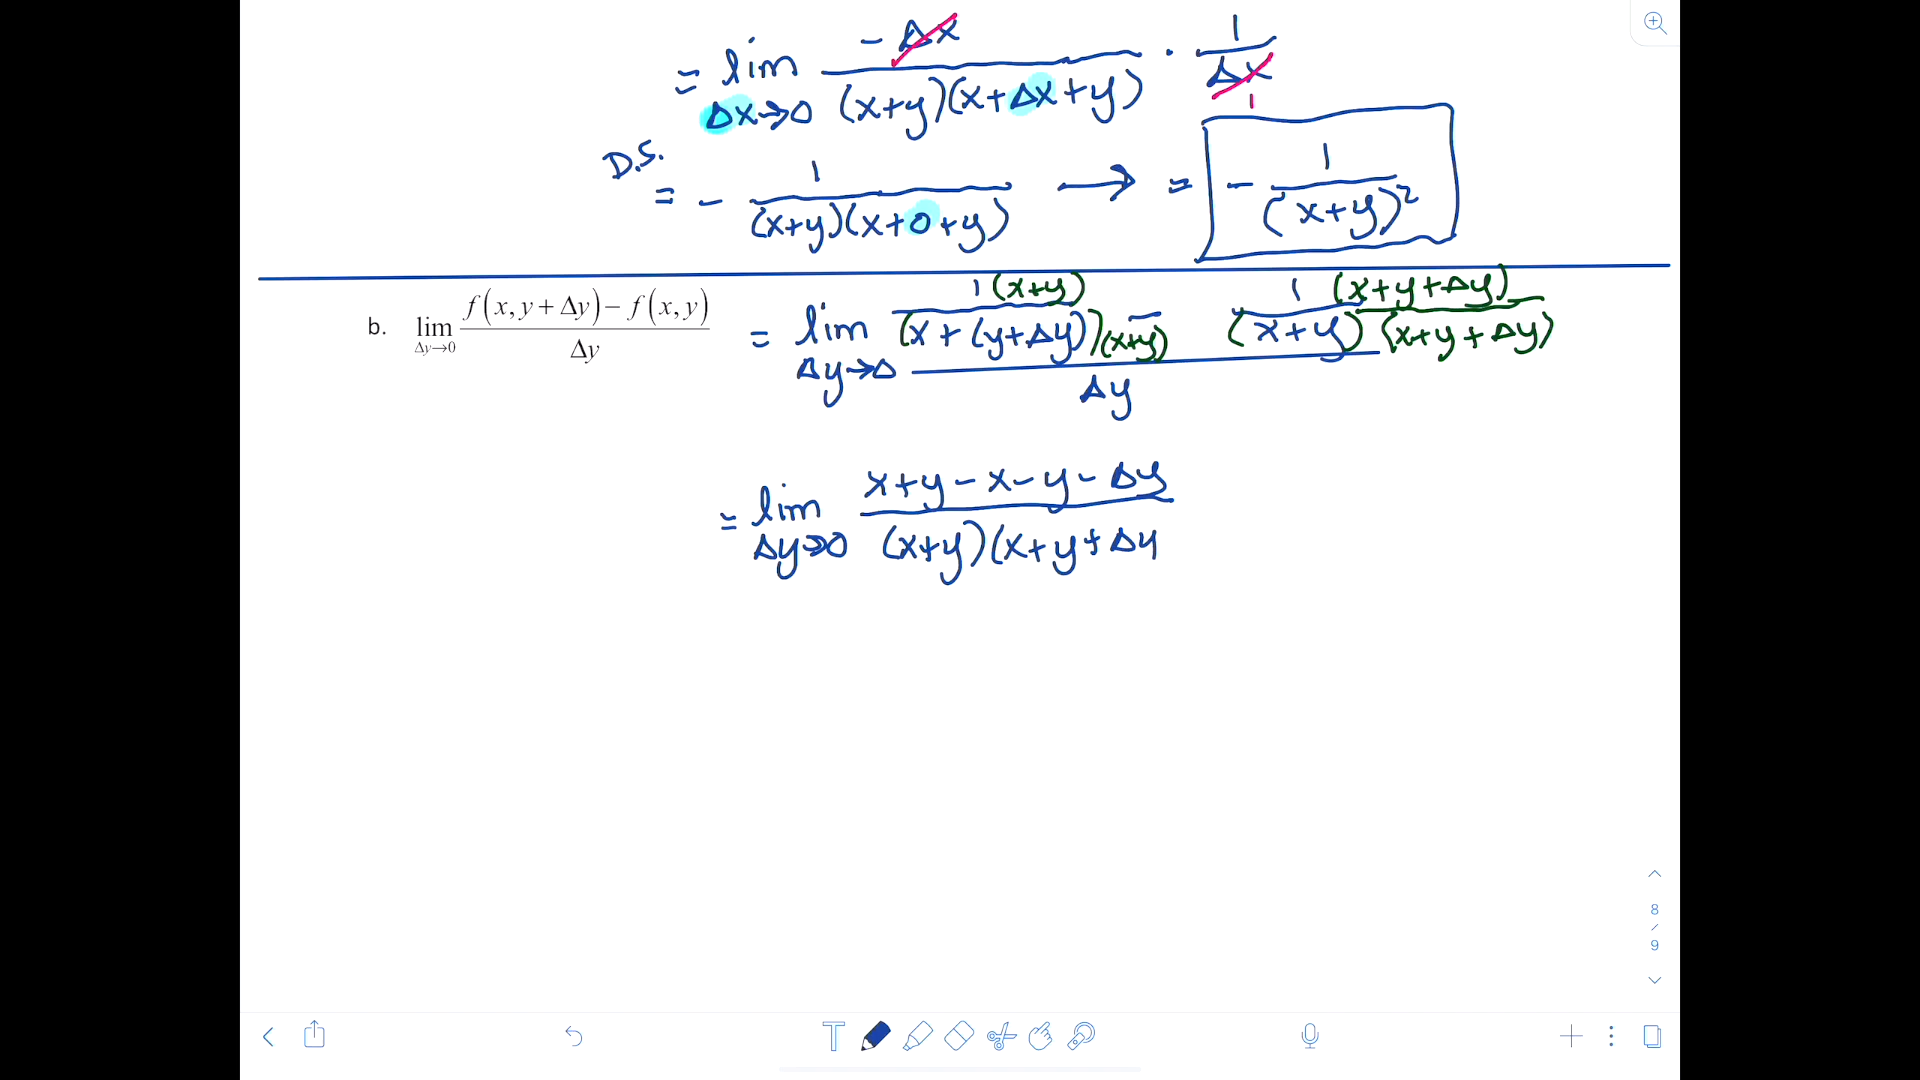 = lim -Δx / (x+y)(x+Δx+y) · 1/Δx
Δx→0 1
D.S.
= - 1/(x+y)(x+0+y) → = - 1/(x+y)²
b. lim Δy→0 f(x, y+Δy) − f(x, y) / Δy = lim Δy→0 1(x+y) / (x+(y+Δy))(x+y) − 1(x+y+Δy) / (x+y)(x+y+Δy)
Δy
= lim Δy→0 x+y-x-y-Δy / (x+y)(x+y+Δy
8
9
T